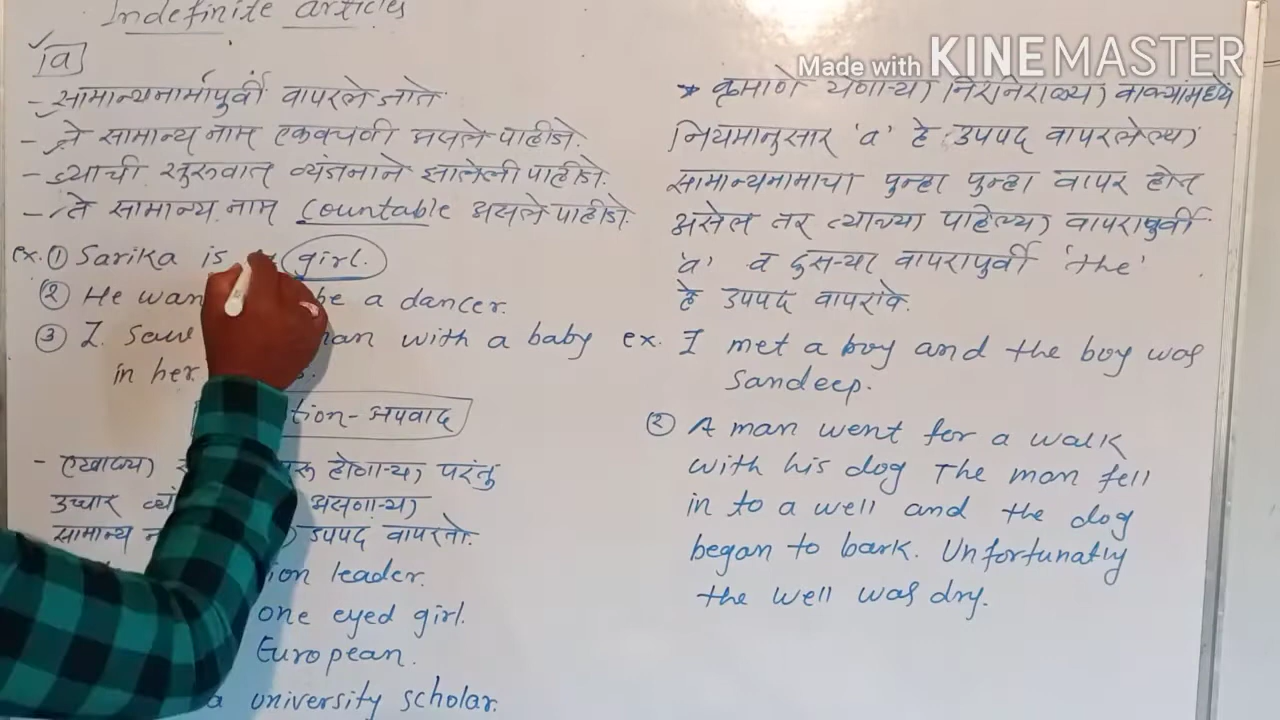 Indefinite articles
a
- सामान्यनामापुर्वी वापरले जाते
- ते सामान्य नाम एकवचनी असले पाहीजे.
- ज्याची सुरुवात व्यंजनाने झालेली पाहीजे.
- ते सामान्य नाम Countable असले पाहीजे.
ex. ① Sarika is girl.
② He be a dancer.
③ I saw with a baby
in her
- अपवाद
- एखाद्या होणाऱ्या परंतु
उच्चार असणाऱ्या
सामान्य उपपद वापरतो.
leader.
one eyed girl.
European.
a university scholar.
Made with KINEMASTER
* क्रमाने येणाऱ्या निरनिराळ्या वाक्यांमध्ये
नियमानुसार 'a' हे उपपद वापरलेल्या
सामान्यनामाचा पुन्हा पुन्हा वापर होत
असेल तर त्याच्या पहिल्या वापरापुर्वी
'a' व दुसऱ्या वापरापुर्वी 'the'
हे उपपद वापरावे.
ex. I met a boy and the boy was
Sandeep.
② A man went for a walk
with his dog The man fell
in to a well and the dog
began to bark. Unfortunatly
the well was dry.